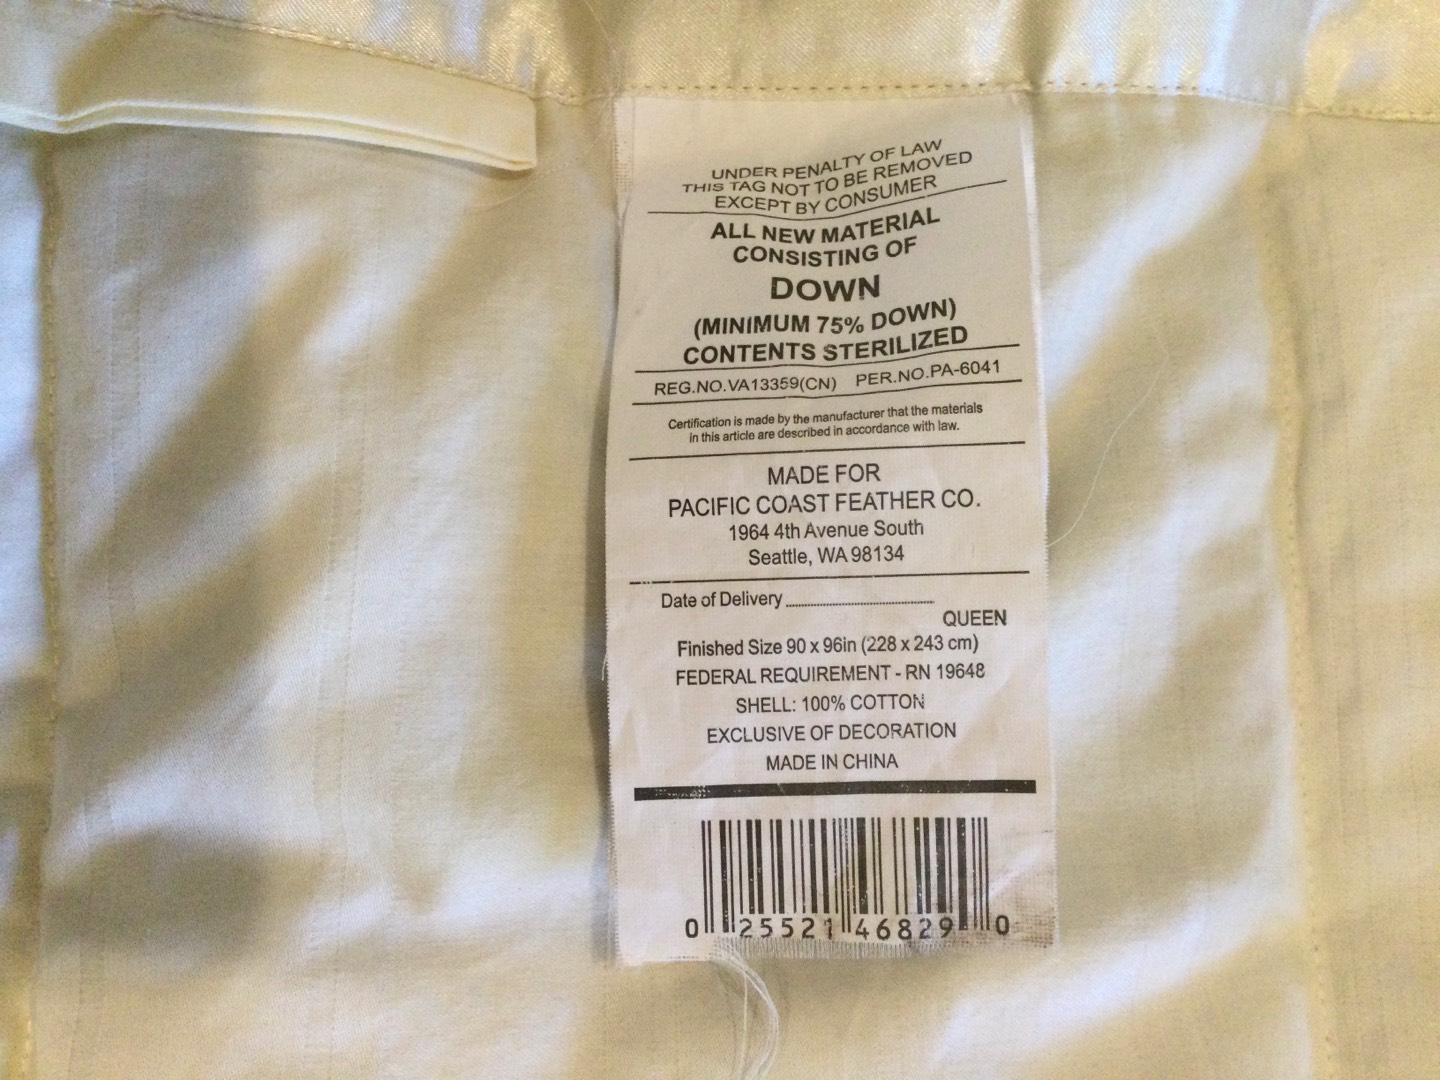 UNDER PENALTY OF LAW
THIS TAG NOT TO BE REMOVED
EXCEPT BY CONSUMER
ALL NEW MATERIAL
CONSISTING OF
DOWN
(MINIMUM 75% DOWN)
CONTENTS STERILIZED
REG.NO.VA13359(CN) PER.NO.PA-6041
Certification is made by the manufacturer that the materials
in this article are described in accordance with law.
MADE FOR
PACIFIC COAST FEATHER CO.
1964 4th Avenue South
Seattle, WA 98134
Date of Delivery ........................................
QUEEN
Finished Size 90 x 96in (228 x 243 cm)
FEDERAL REQUIREMENT - RN 19648
SHELL: 100% COTTON
EXCLUSIVE OF DECORATION
MADE IN CHINA
0 25521 46829 0